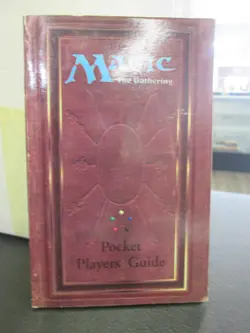 Magic
The Gathering
Pocket
Players Guide